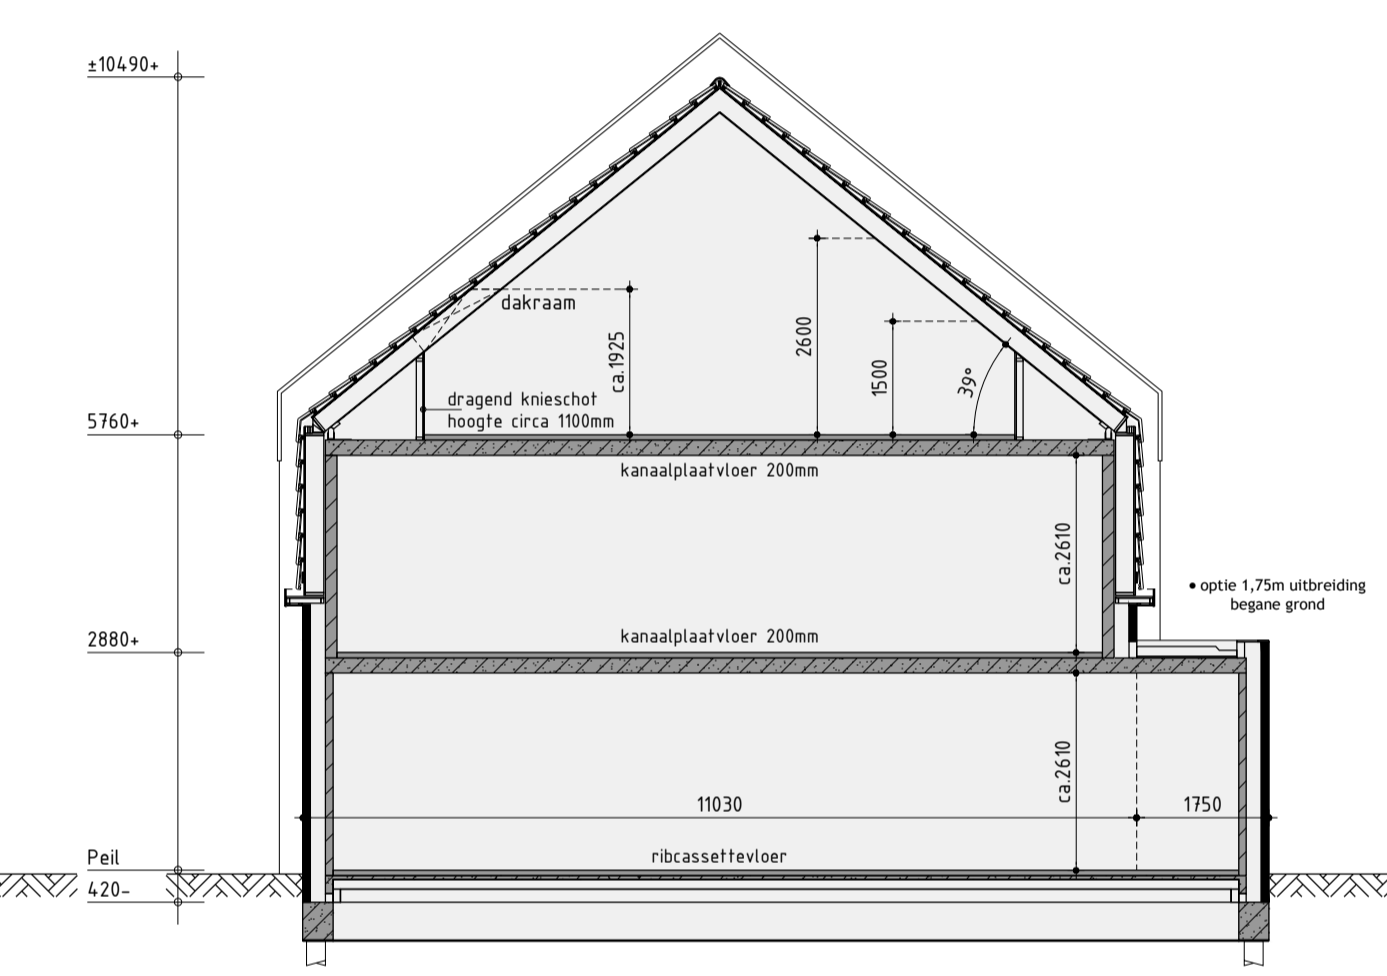 ±10490+
dakraam
ca.1925
2600
1500
39°
dragend knieschot
hoogte circa 1100mm
5760+
kanaalplaatvloer 200mm
ca.2610
• optie 1,75m uitbreiding
begane grond
2880+
kanaalplaatvloer 200mm
ca.2610
11030
1750
Peil
ribcassettevloer
420-